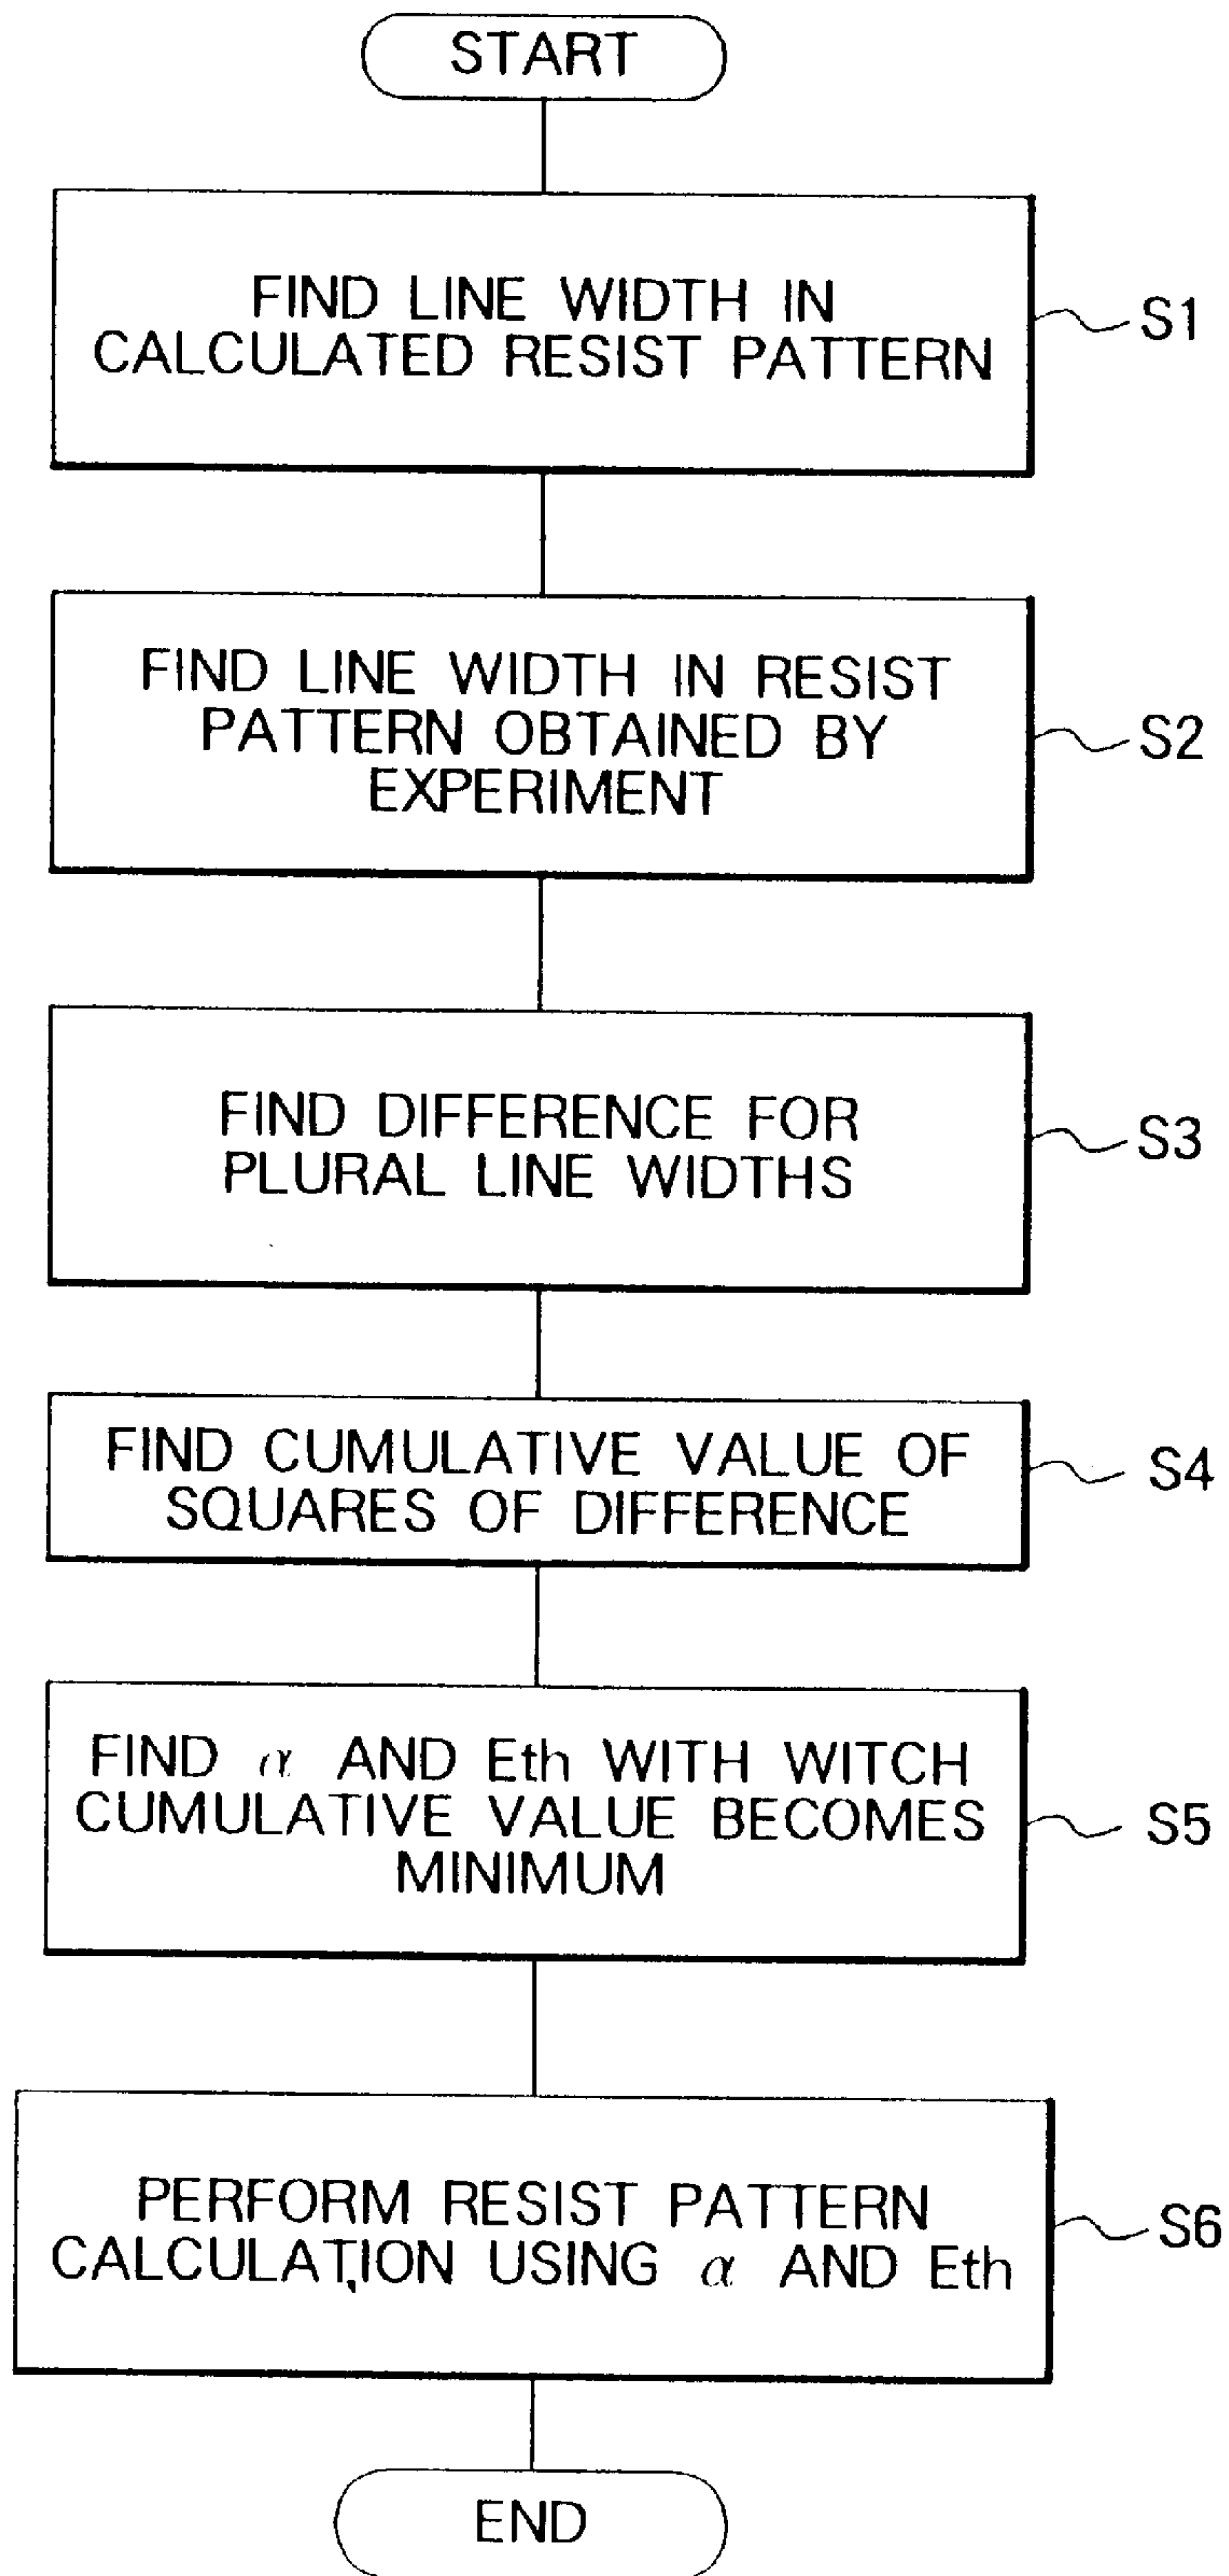 START
FIND LINE WIDTH IN
CALCULATED RESIST PATTERN
S1
FIND LINE WIDTH IN RESIST
PATTERN OBTAINED BY
EXPERIMENT
S2
FIND DIFFERENCE FOR
PLURAL LINE WIDTHS
S3
FIND CUMULATIVE VALUE OF
SQUARES OF DIFFERENCE
S4
FIND α AND Eth WITH WITCH
CUMULATIVE VALUE BECOMES
MINIMUM
S5
PERFORM RESIST PATTERN
CALCULATION USING α AND Eth
S6
END